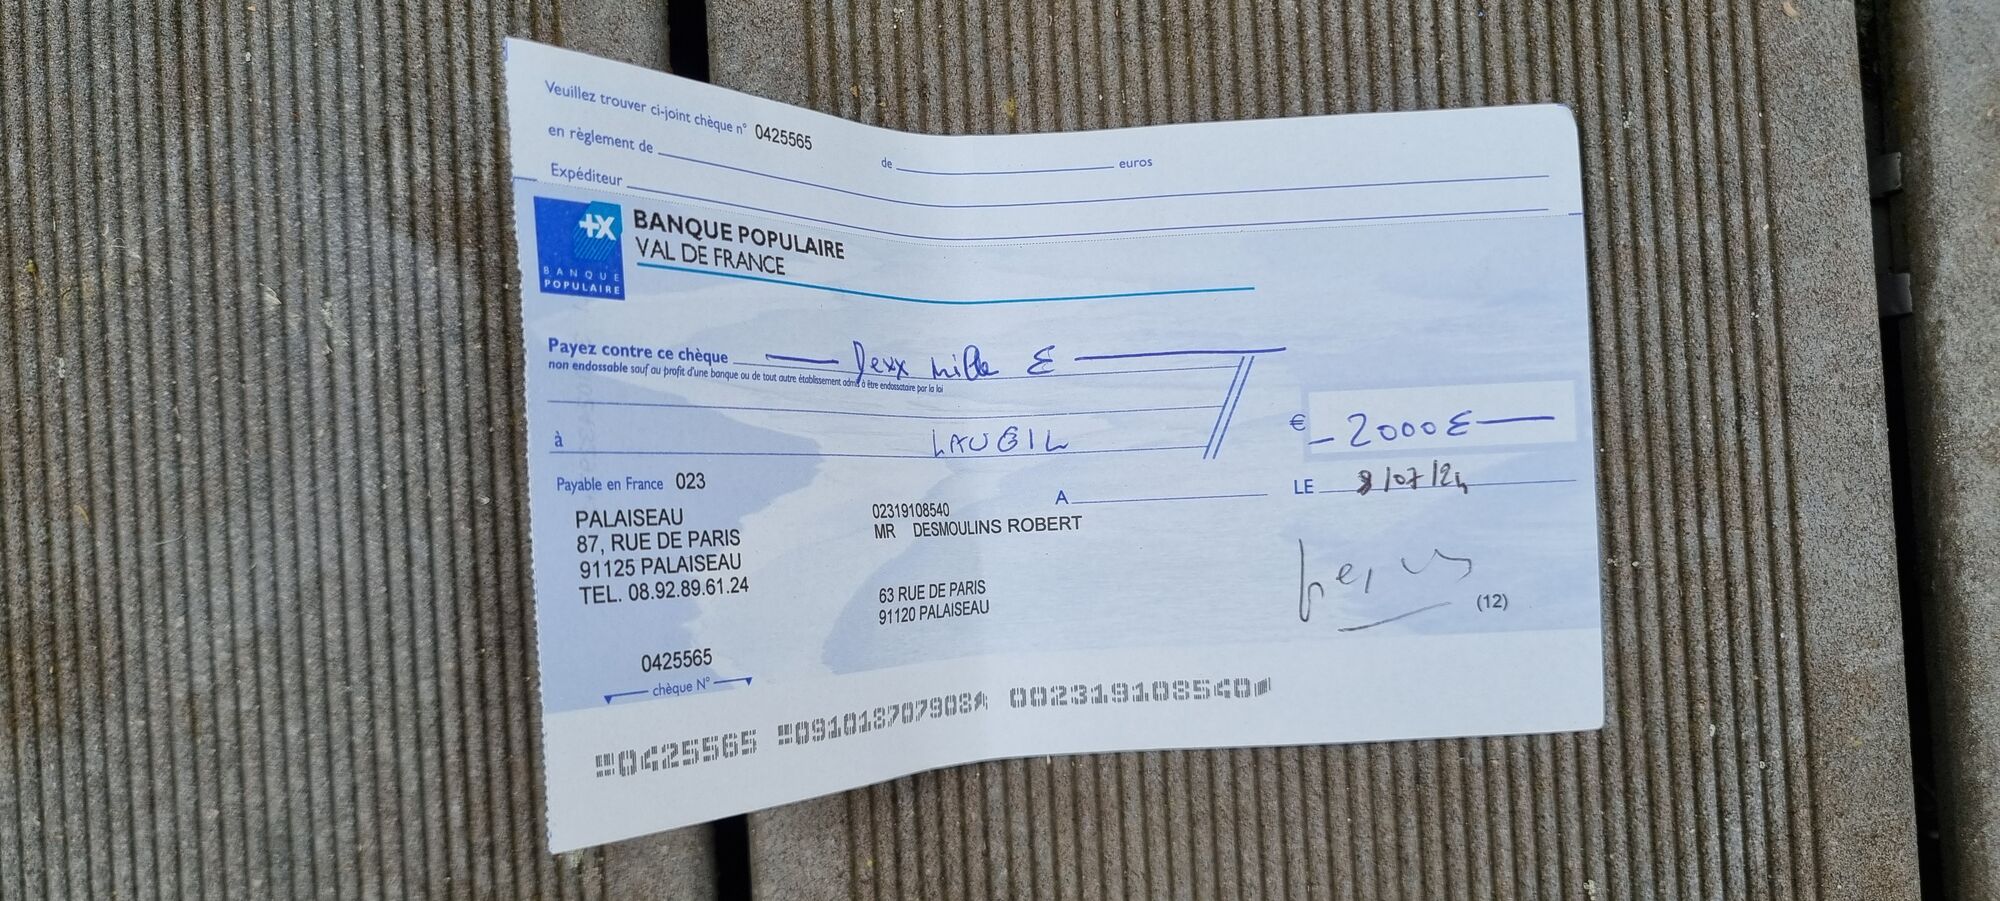 Veuillez trouver ci-joint chèque n° 0425565 de euros
en règlement de
Expéditeur
+X
BANQUE
POPULAIRE
BANQUE POPULAIRE
VAL DE FRANCE
Payez contre ce chèque Deux mille €
non endossable sauf au profit d'une banque ou de tout autre établissement admis à être endossataire par la loi
€ 2000 €
à LAUGIL
Payable en France 023
A
LE 8/07/24
PALAISEAU
87, RUE DE PARIS
91125 PALAISEAU
TEL. 08.92.89.61.24
02319108540
MR DESMOULINS ROBERT
63 RUE DE PARIS
91120 PALAISEAU
(12)
0425565
chèque N°
0425565 091018707908 002319108540